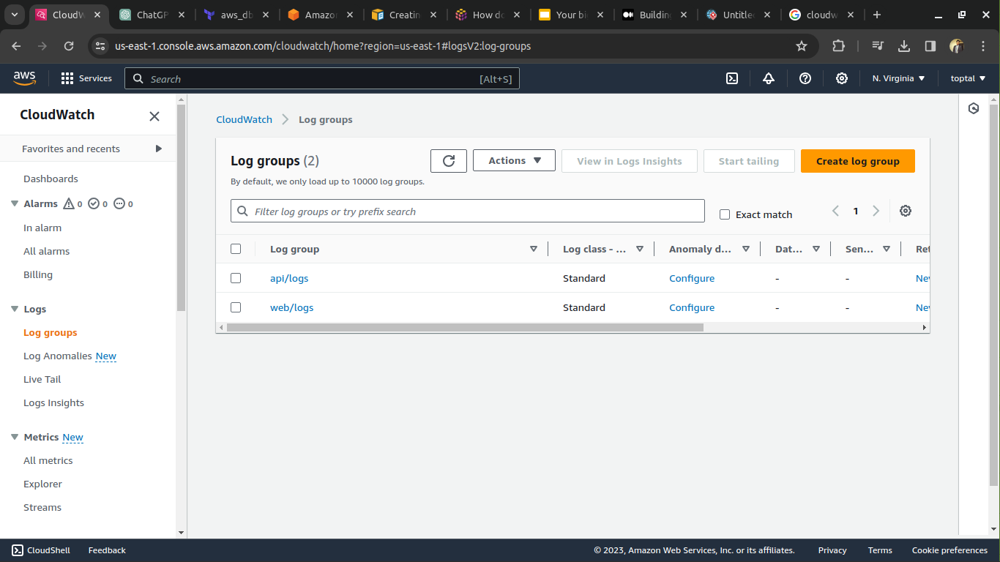 CloudW
ChatGP
aws_db
Amazo
Creatin
How do
Your bi
Building
Untitle
cloudw
us-east-1.console.aws.amazon.com/cloudwatch/home?region=us-east-1#logsV2:log-groups
aws
Services
Search
[Alt+S]
N. Virginia
toptal
CloudWatch
Favorites and recents
Dashboards
Alarms 0 0 0
In alarm
All alarms
Billing
Logs
Log groups
Log Anomalies New
Live Tail
Logs Insights
Metrics New
All metrics
Explorer
Streams
CloudWatch
Log groups
Log groups (2)
Actions
View in Logs Insights
Start tailing
Create log group
By default, we only load up to 10000 log groups.
Filter log groups or try prefix search
Exact match
1
Log group
Log class - ...
Anomaly d...
Dat...
Sen...
Ret
api/logs
Standard
Configure
-
-
Nev
web/logs
Standard
Configure
-
-
Nev
CloudShell
Feedback
© 2023, Amazon Web Services, Inc. or its affiliates.
Privacy
Terms
Cookie preferences